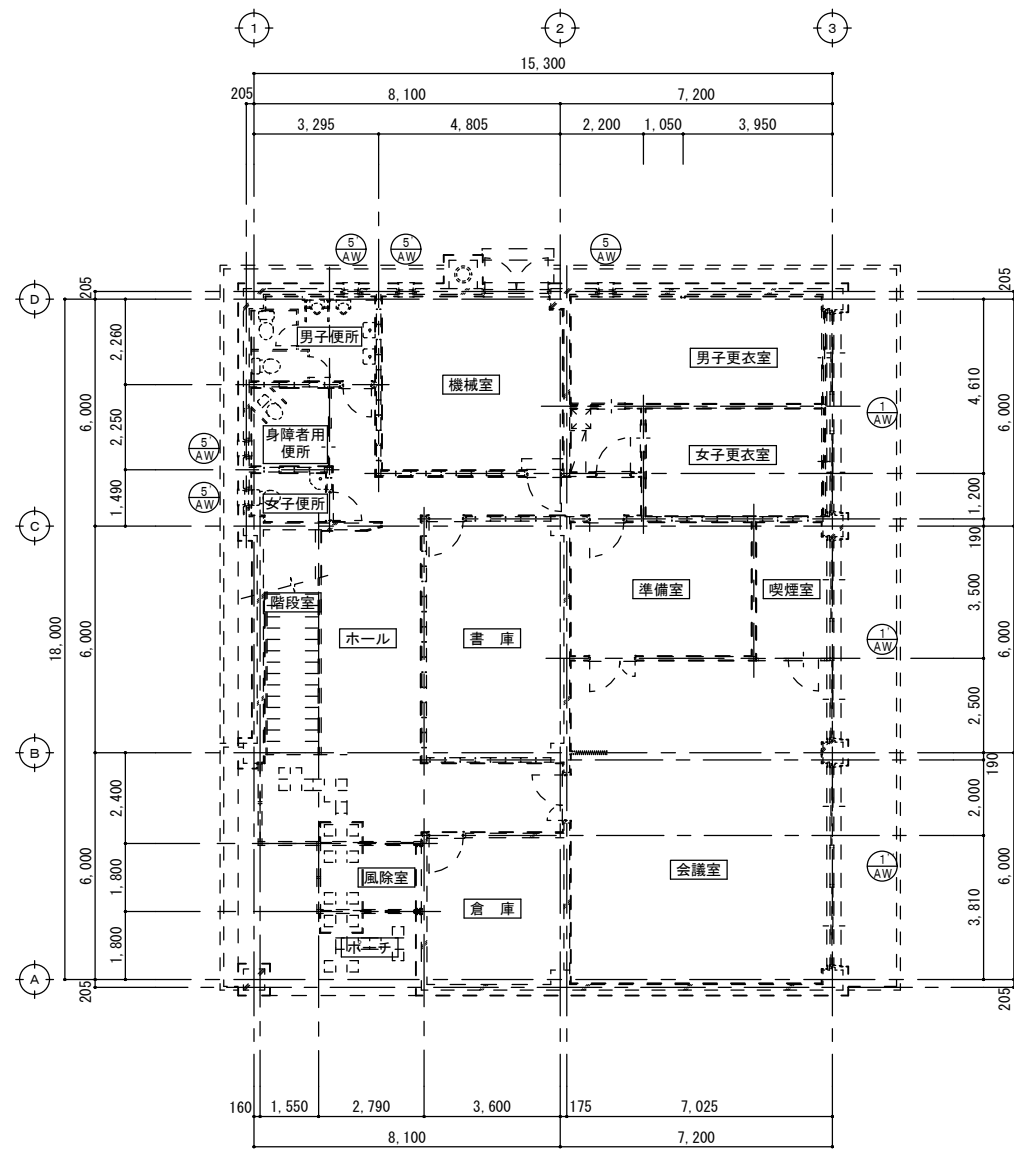 1
2
3
15,300
205
8,100
7,200
3,295
4,805
2,200
1,050
3,950
5'
AW
5'
AW
5
AW
D
205
205
男子便所
男子更衣室
機械室
2,260
4,610
6,000
6,000
1
AW
身障者用
便所
女子更衣室
2,250
5'
AW
5
AW
女子便所
1,490
1,200
C
190
階段室
準備室
喫煙室
3,500
ホール
書 庫
1'
AW
18,000
6,000
6,000
2,500
B
190
2,400
2,000
風除室
会議室
1'
AW
6,000
1,800
6,000
倉 庫
3,810
ポーチ
1,800
A
205
205
160
1,550
2,790
3,600
175
7,025
8,100
7,200